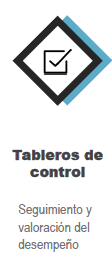 Tableros de
control
Seguimiento y
valoración del
desempeño